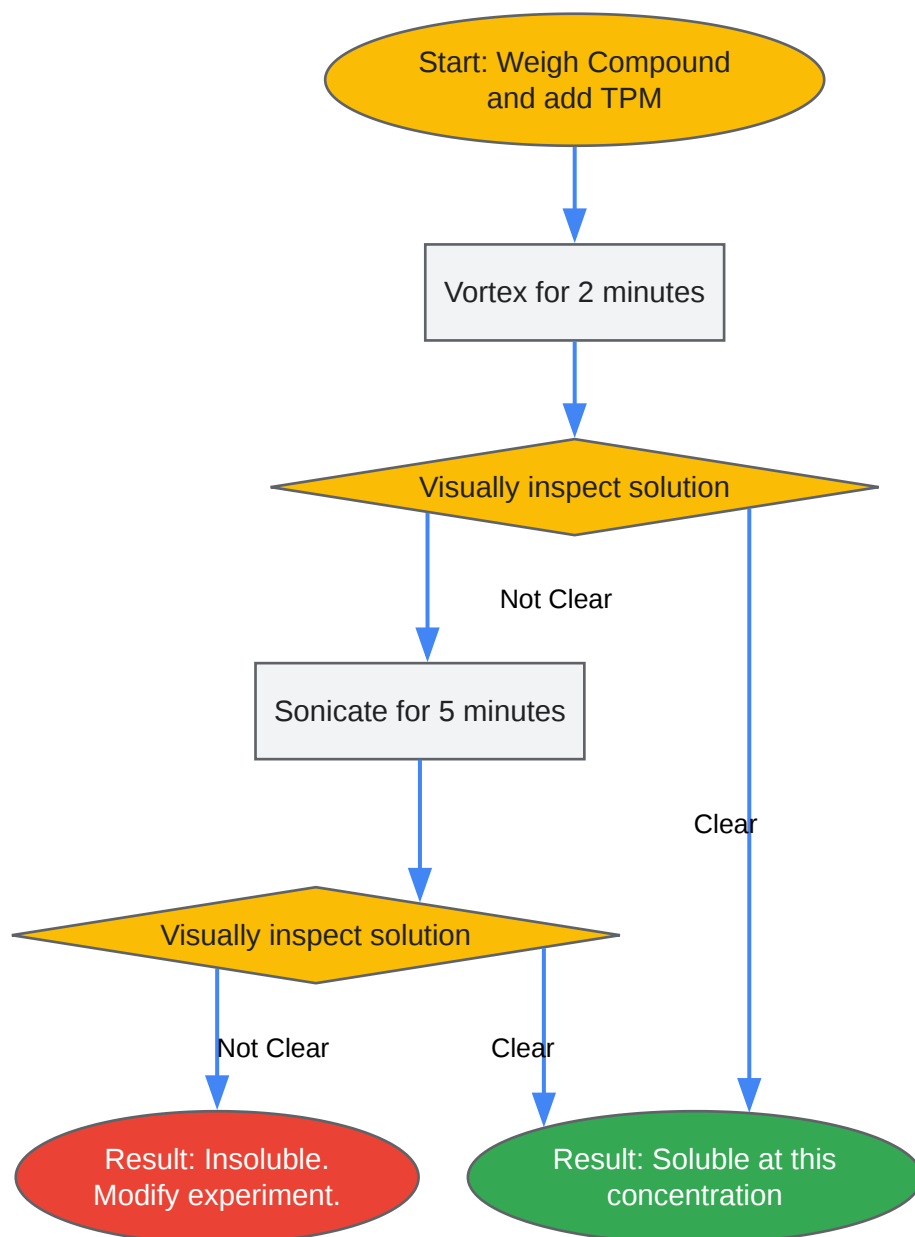 Start: Weigh Compound
and add TPM
Vortex for 2 minutes
Visually inspect solution
Not Clear
Sonicate for 5 minutes
Clear
Visually inspect solution
Not Clear
Clear
Result: Insoluble.
Modify experiment.
Result: Soluble at this
concentration